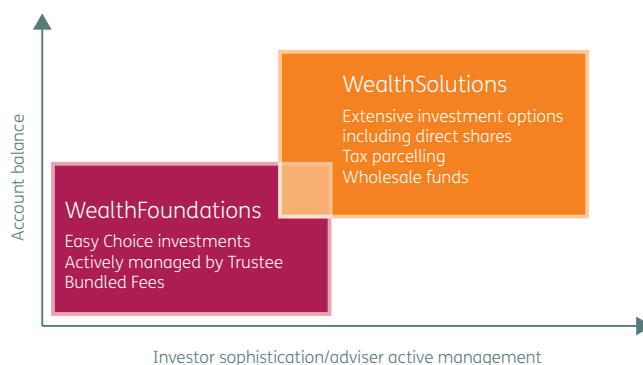 Account balance
WealthSolutions
Extensive investment options
including direct shares
Tax parcelling
Wholesale funds
WealthFoundations
Easy Choice investments
Actively managed by Trustee
Bundled Fees
Investor sophistication/adviser active management